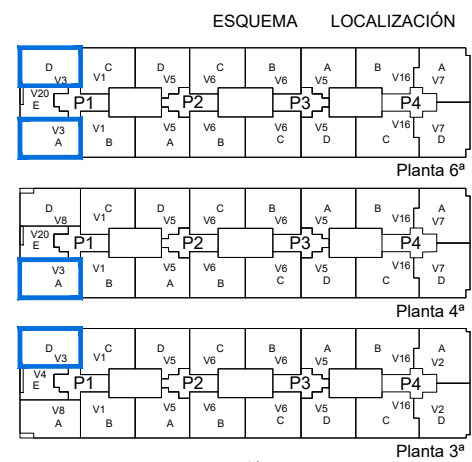 ESQUEMA LOCALIZACIÓN
D C D C B A B A
V3 V1 V5 V6 V6 V5 V16 V7
V20
E P1 P2 P3 P4
V3 V1 V5 V6 V6 V5 V16 V7
A B A B C D C D
Planta 6ª
D C D C B A B A
V8 V1 V5 V6 V6 V5 V16 V7
V20
E P1 P2 P3 P4
V3 V1 V5 V6 V6 V5 V16 V7
A B A B C D C D
Planta 4ª
D C D C B A B A
V3 V1 V5 V6 V6 V5 V16 V2
V4
E P1 P2 P3 P4
V8 V1 V5 V6 V6 V5 V16 V2
A B A B C D C D
Planta 3ª